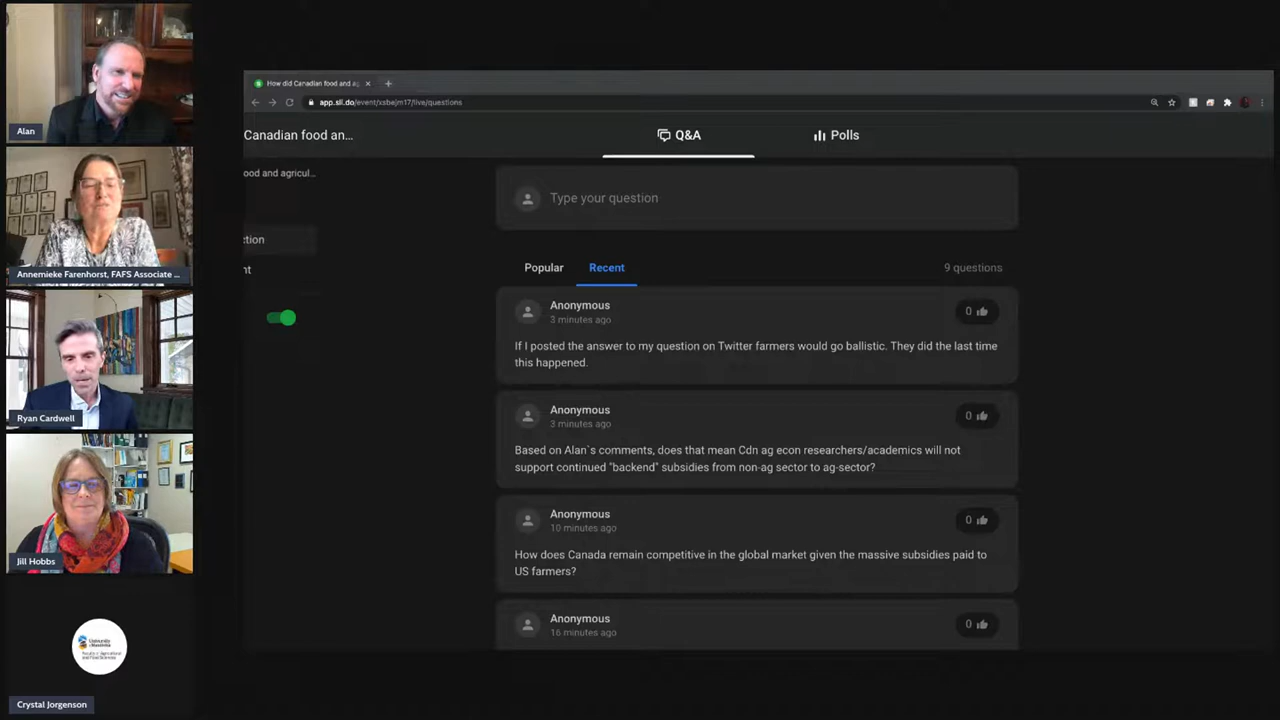 Alan
Annemieke Farenhorst, FAFS Associate ...
Ryan Cardwell
Jill Hobbs
University
of Manitoba
Crystal Jorgenson
How did Canadian food and ag
app.sli.do/event/xsbajm17/live/questions
Canadian food an...
Q&A
Polls
ood and agricul...
ction
nt
Type your question
Popular
Recent
9 questions
Anonymous
3 minutes ago
0
If I posted the answer to my question on Twitter farmers would go ballistic. They did the last time
this happened.
Anonymous
3 minutes ago
0
Based on Alan`s comments, does that mean Cdn ag econ researchers/academics will not
support continued "backend" subsidies from non-ag sector to ag-sector?
Anonymous
10 minutes ago
0
How does Canada remain competitive in the global market given the massive subsidies paid to
US farmers?
Anonymous
16 minutes ago
0